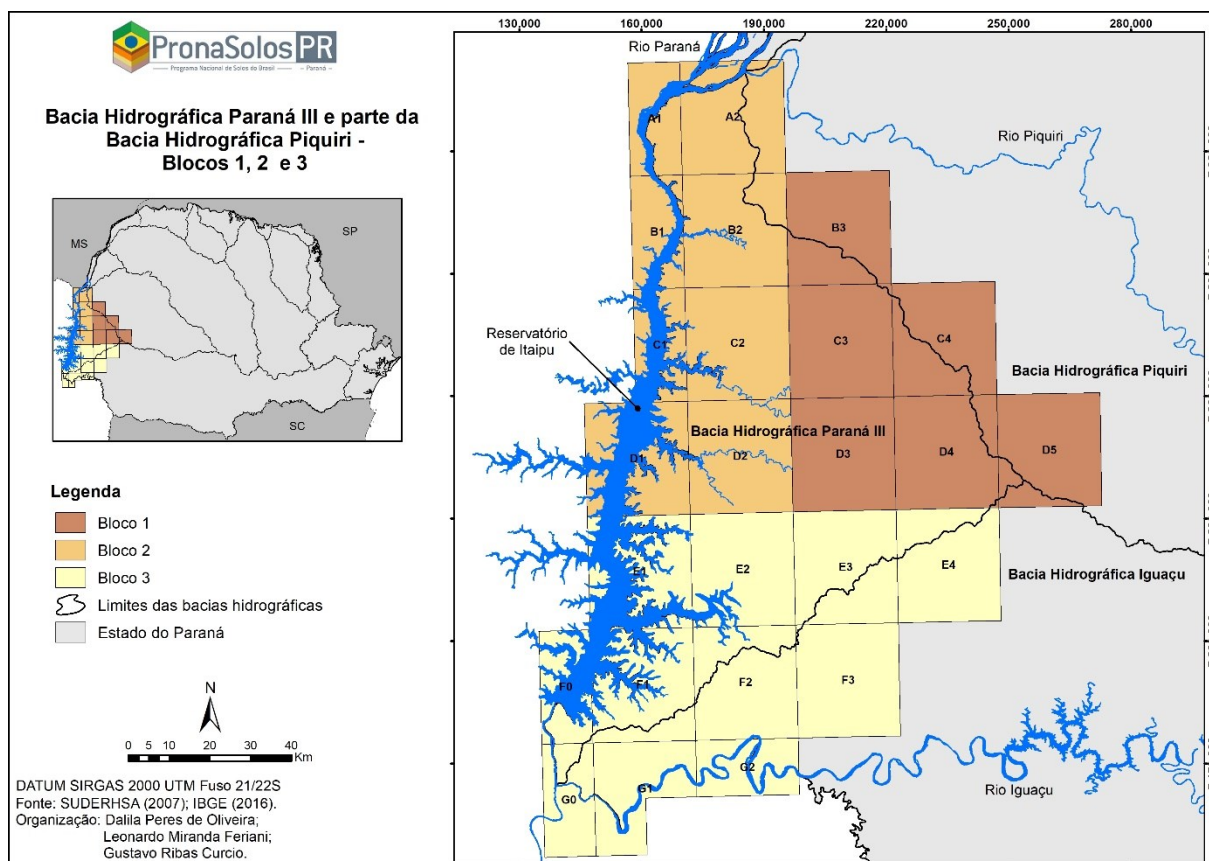 PronaSolos PR
Programa Nacional de Solos do Brasil
Paraná
Bacia Hidrográfica Paraná III e parte da
Bacia Hidrográfica Piquiri -
Blocos 1, 2 e 3
MS
SP
SC
Legenda
Bloco 1
Bloco 2
Bloco 3
Limites das bacias hidrográficas
Estado do Paraná
N
0 5 10 20 30 40
Km
DATUM SIRGAS 2000 UTM Fuso 21/22S
Fonte: SUDERHSA (2007); IBGE (2016).
Organização: Dalila Peres de Oliveira;
Leonardo Miranda Feriani;
Gustavo Ribas Curcio.
130,000 160,000 190,000 220,000 250,000 280,000
Rio Paraná
A1 A2
Rio Piquiri
B1 B2 B3
Reservatório
de Itaipu
C1 C2 C3 C4
Bacia Hidrográfica Piquiri
Bacia Hidrográfica Paraná III
D1 D2 D3 D4 D5
E1 E2 E3 E4
Bacia Hidrográfica Iguaçu
F0 F1 F2 F3
G0 G1 G2
Rio Iguaçu